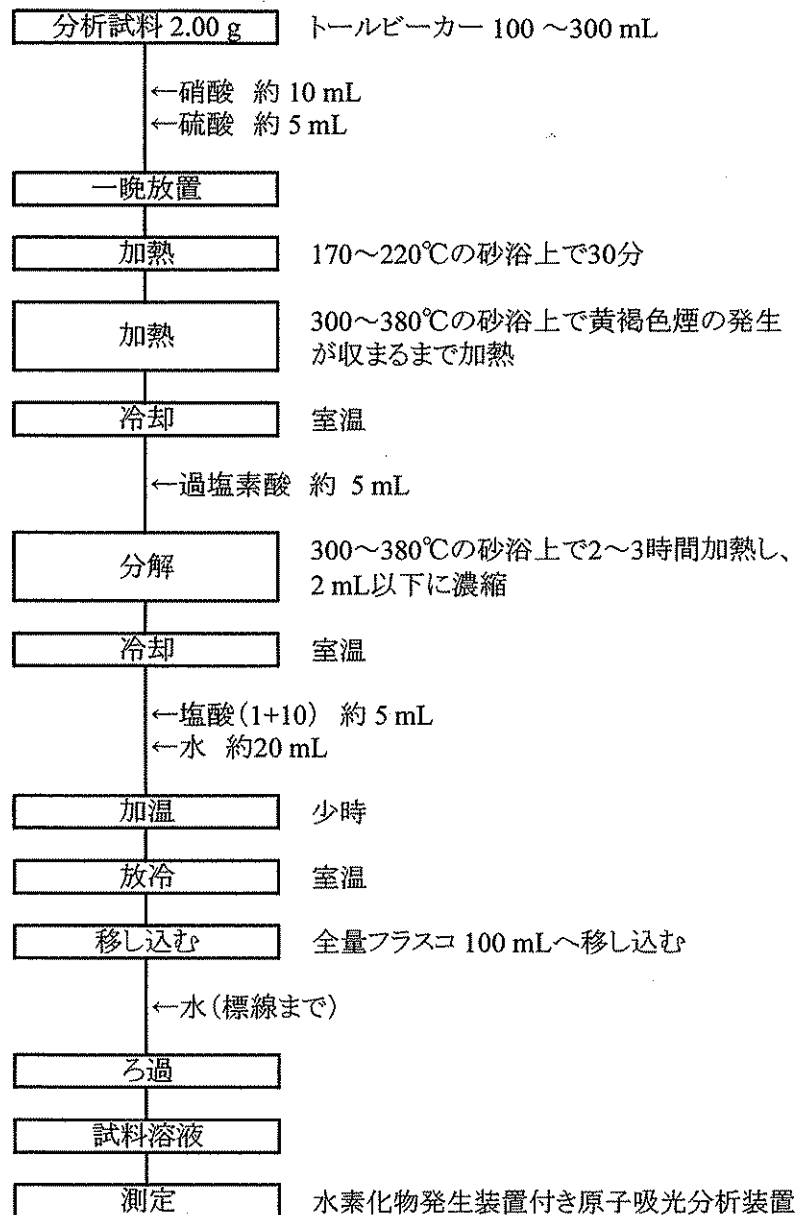 分析試料 2.00 g トールビーカー 100 ～300 mL
←硝酸 約 10 mL
←硫酸 約 5 mL
一晩放置
加熱 170～220℃の砂浴上で30分
加熱 300～380℃の砂浴上で黄褐色煙の発生
が収まるまで加熱
冷却 室温
←過塩素酸 約 5 mL
分解 300～380℃の砂浴上で2～3時間加熱し、
2 mL以下に濃縮
冷却 室温
←塩酸(1+10) 約 5 mL
←水 約20 mL
加温 少時
放冷 室温
移し込む 全量フラスコ 100 mLへ移し込む
←水(標線まで)
ろ過
試料溶液
測定 水素化物発生装置付き原子吸光分析装置